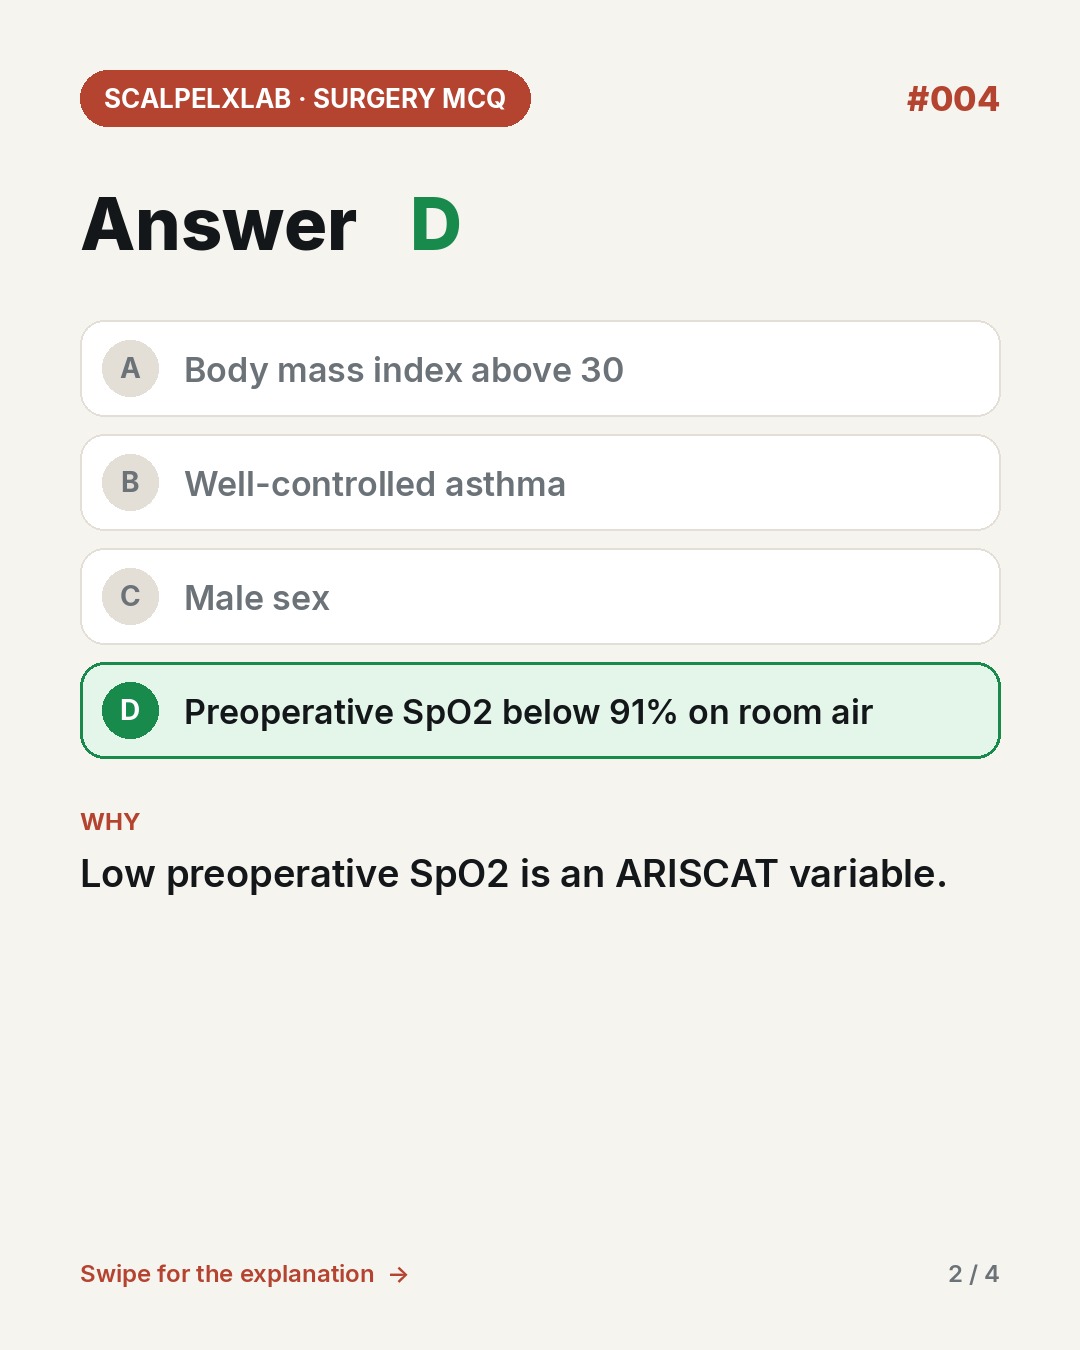 SCALPELXLAB · SURGERY MCQ
#004
Answer D
A Body mass index above 30
B Well-controlled asthma
C Male sex
D Preoperative SpO2 below 91% on room air
WHY
Low preoperative SpO2 is an ARISCAT variable.
Swipe for the explanation →
2 / 4